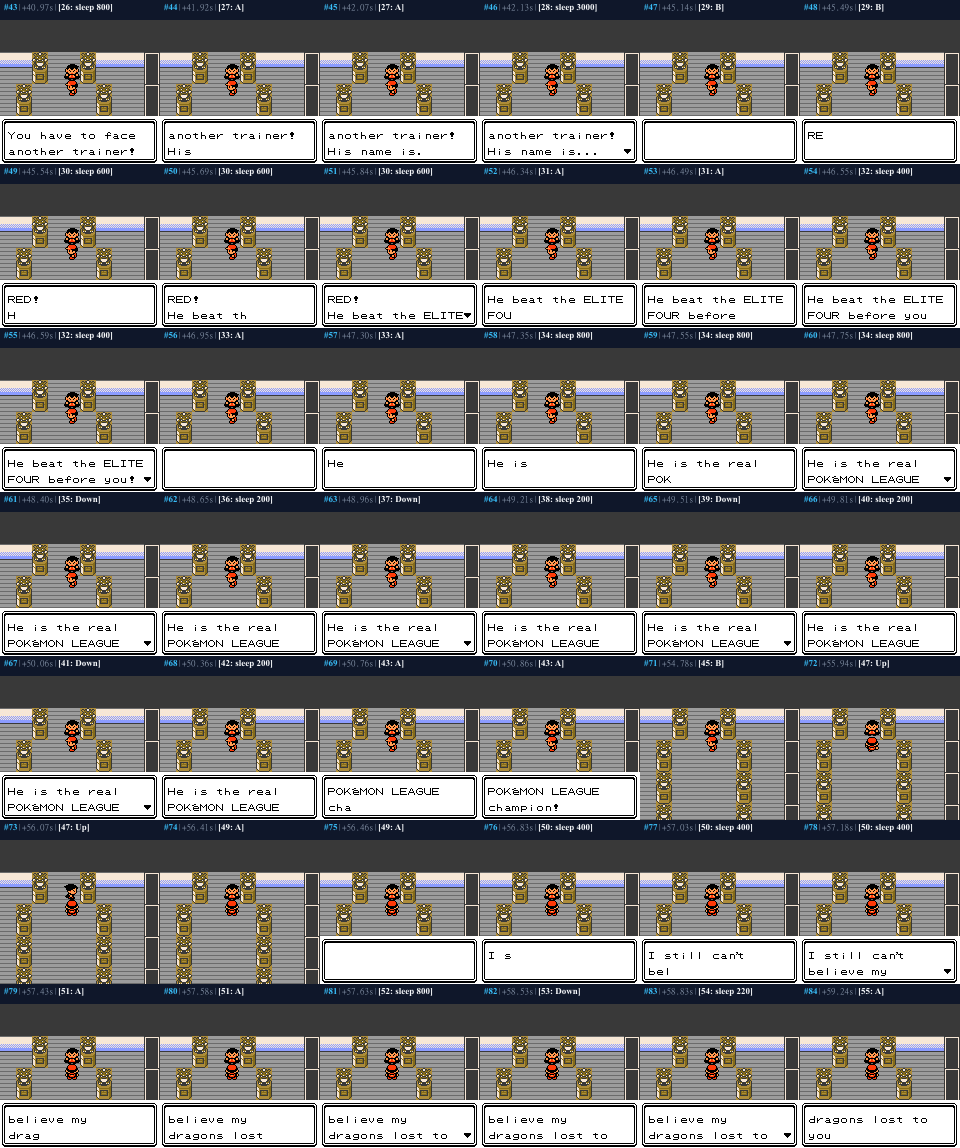 #43|+40.97s|[26: sleep 800]
#44|+41.92s|[27: A]
#45|+42.07s|[27: A]
#46|+42.13s|[28: sleep 3000]
#47|+45.14s|[29: B]
#48|+45.49s|[29: B]
You have to face
another trainer!
another trainer!
His
another trainer!
His name is.
another trainer!
His name is...
RE
#49|+45.54s|[30: sleep 600]
#50|+45.69s|[30: sleep 600]
#51|+45.84s|[30: sleep 600]
#52|+46.34s|[31: A]
#53|+46.49s|[31: A]
#54|+46.55s|[32: sleep 400]
RED!
H
RED!
He beat th
RED!
He beat the ELITE
He beat the ELITE
FOU
He beat the ELITE
FOUR before
He beat the ELITE
FOUR before you
#55|+46.59s|[32: sleep 400]
#56|+46.95s|[33: A]
#57|+47.30s|[33: A]
#58|+47.35s|[34: sleep 800]
#59|+47.55s|[34: sleep 800]
#60|+47.75s|[34: sleep 800]
He beat the ELITE
FOUR before you!
He
He is
He is the real
POK
He is the real
POKéMON LEAGUE
#61|+48.40s|[35: Down]
#62|+48.65s|[36: sleep 200]
#63|+48.96s|[37: Down]
#64|+49.21s|[38: sleep 200]
#65|+49.51s|[39: Down]
#66|+49.81s|[40: sleep 200]
He is the real
POKéMON LEAGUE
He is the real
POKéMON LEAGUE
He is the real
POKéMON LEAGUE
He is the real
POKéMON LEAGUE
He is the real
POKéMON LEAGUE
He is the real
POKéMON LEAGUE
#67|+50.06s|[41: Down]
#68|+50.36s|[42: sleep 200]
#69|+50.76s|[43: A]
#70|+50.86s|[43: A]
#71|+54.78s|[45: B]
#72|+55.94s|[47: Up]
He is the real
POKéMON LEAGUE
He is the real
POKéMON LEAGUE
POKéMON LEAGUE
cha
POKéMON LEAGUE
champion!
#73|+56.07s|[47: Up]
#74|+56.41s|[49: A]
#75|+56.46s|[49: A]
#76|+56.83s|[50: sleep 400]
#77|+57.03s|[50: sleep 400]
#78|+57.18s|[50: sleep 400]
I s
I still can't
bel
I still can't
believe my
#79|+57.43s|[51: A]
#80|+57.58s|[51: A]
#81|+57.63s|[52: sleep 800]
#82|+58.53s|[53: Down]
#83|+58.83s|[54: sleep 220]
#84|+59.24s|[55: A]
believe my
drag
believe my
dragons lost
believe my
dragons lost to
believe my
dragons lost to
believe my
dragons lost to
dragons lost to
you